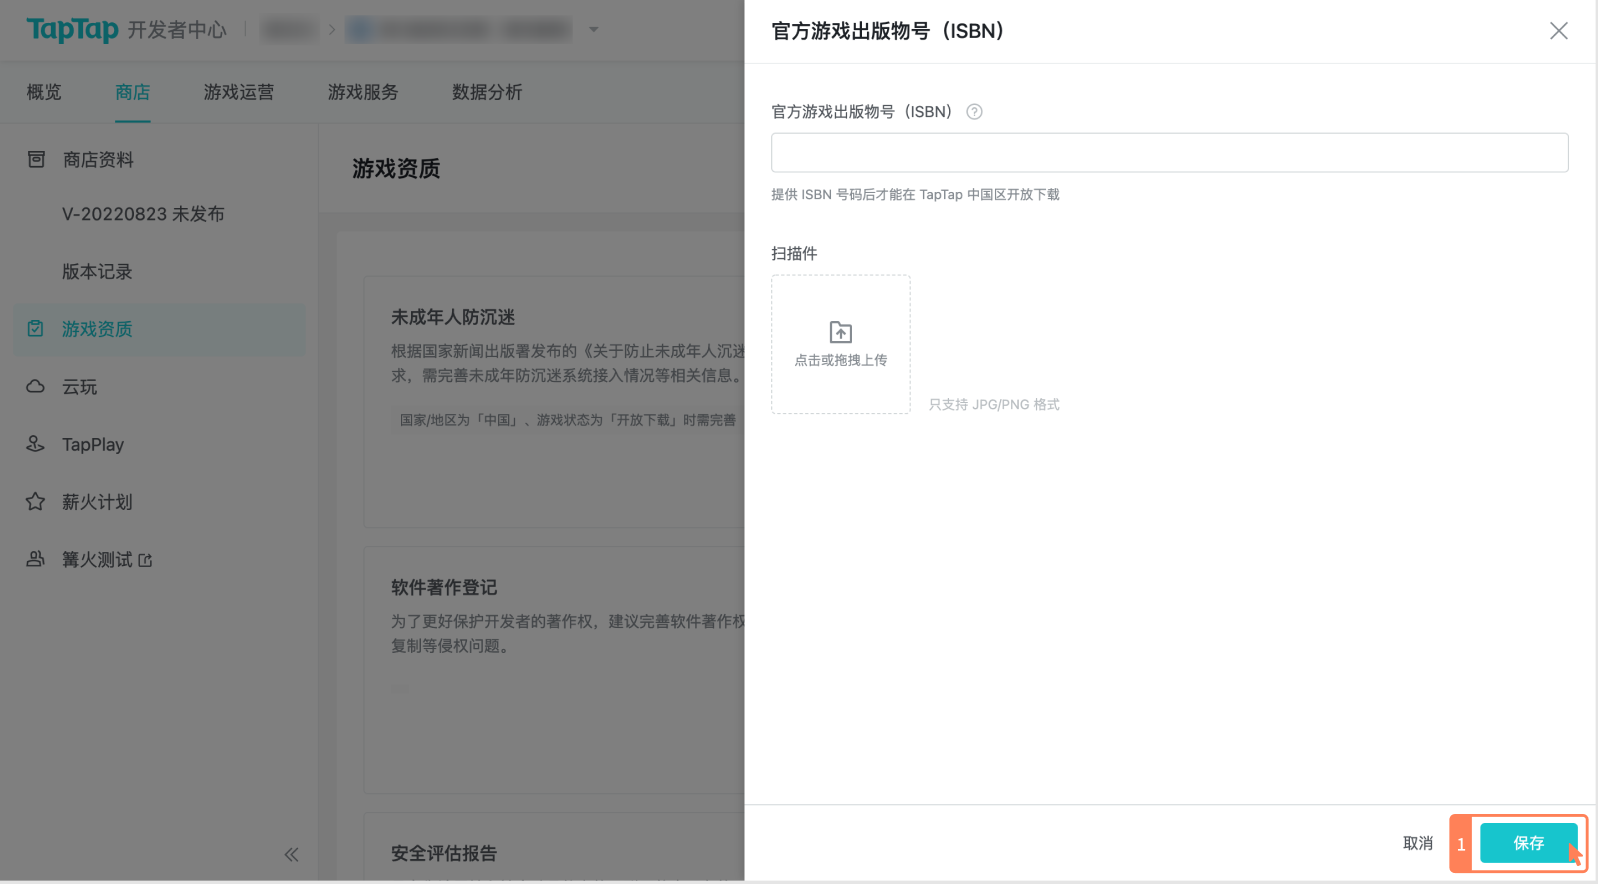 TapTap 开发者中心
概览 商店 游戏运营 游戏服务 数据分析
商店资料
V-20220823 未发布
版本记录
游戏资质
云玩
TapPlay
薪火计划
篝火测试
游戏资质
未成年人防沉迷
根据国家新闻出版署发布的《关于防止未成年人沉迷
求，需完善未成年防沉迷系统接入情况等相关信息。
国家/地区为「中国」、游戏状态为「开放下载」时需完善
软件著作登记
为了更好保护开发者的著作权，建议完善软件著作权
复制等侵权问题。
安全评估报告
官方游戏出版物号（ISBN）
官方游戏出版物号（ISBN）
提供 ISBN 号码后才能在 TapTap 中国区开放下载
扫描件
点击或拖拽上传
只支持 JPG/PNG 格式
取消 1 保存